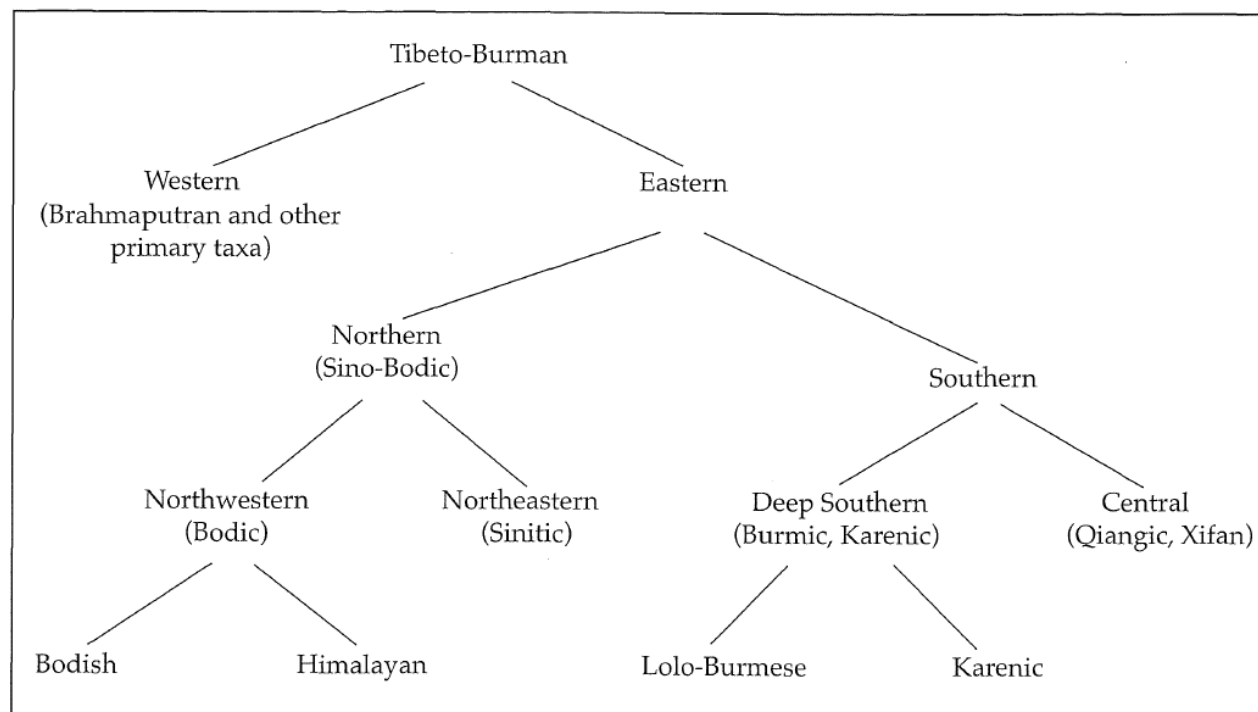 Tibeto-Burman
Western
(Brahmaputran and other
primary taxa)
Eastern
Northern
(Sino-Bodic)
Southern
Northwestern
(Bodic)
Northeastern
(Sinitic)
Deep Southern
(Burmic, Karenic)
Central
(Qiangic, Xifan)
Bodish
Himalayan
Lolo-Burmese
Karenic